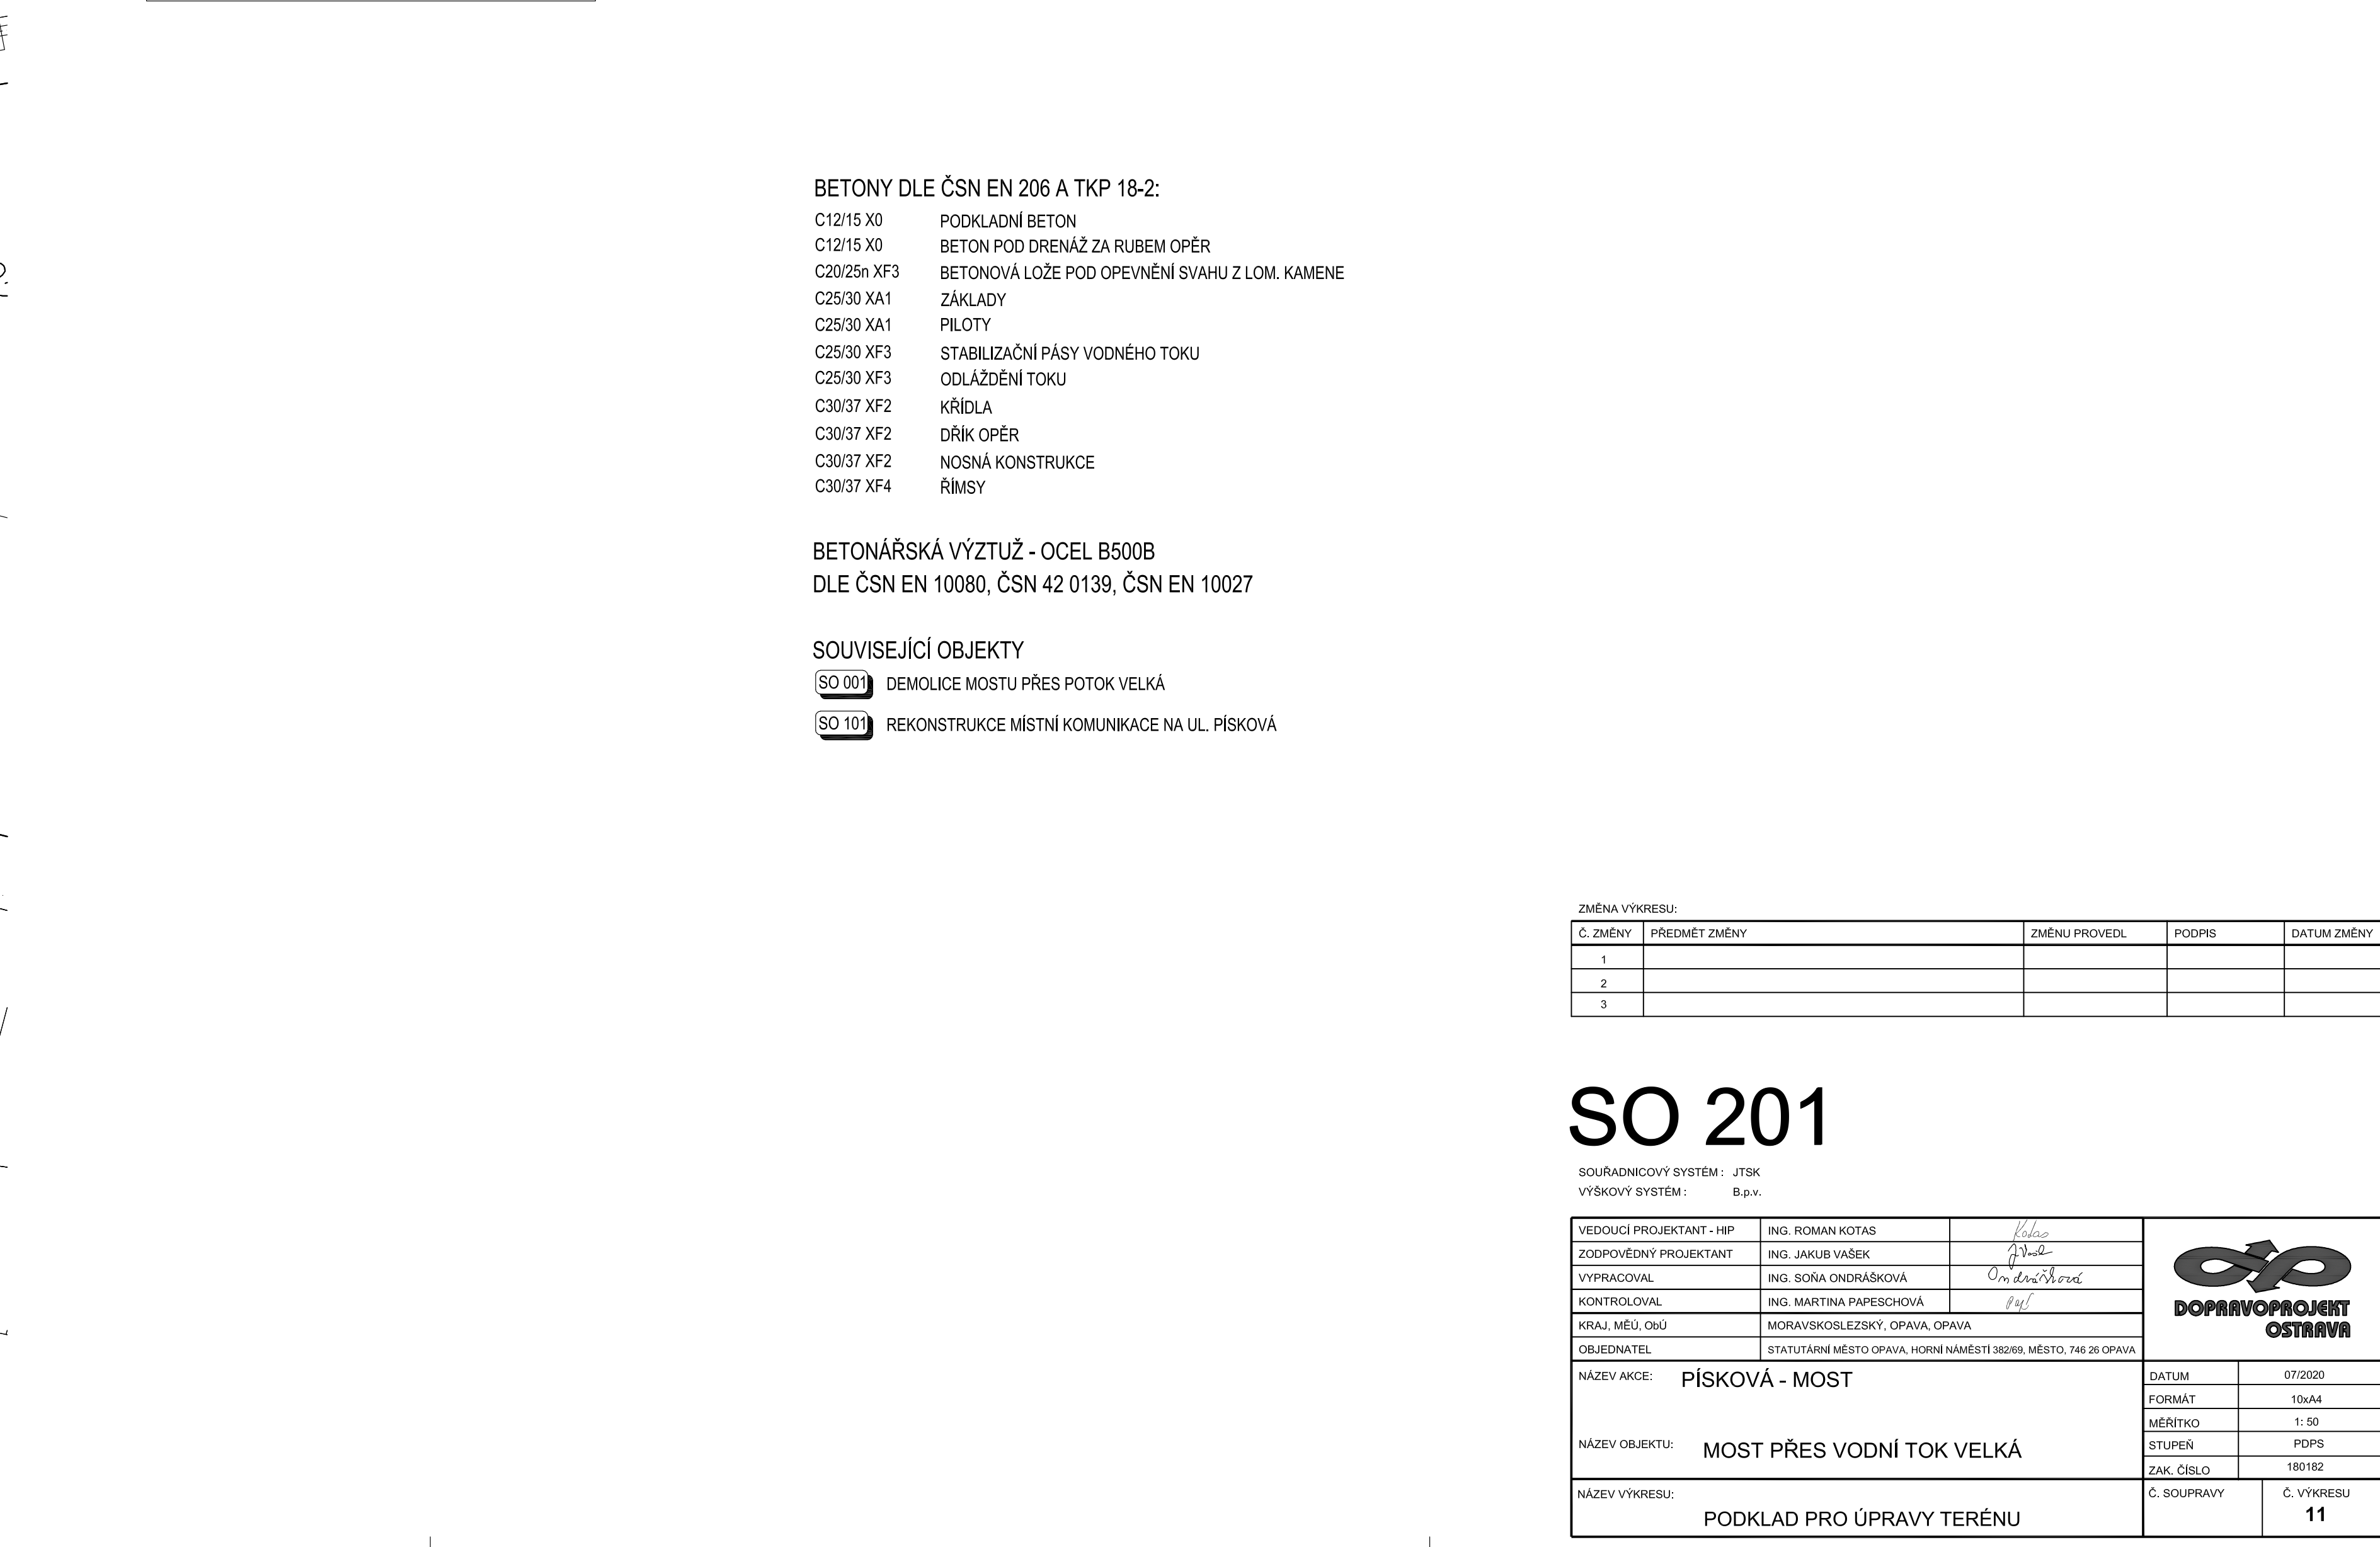 BETONY DLE ČSN EN 206 A TKP 18-2:
C12/15 X0 PODKLADNÍ BETON
C12/15 X0 BETON POD DRENÁŽ ZA RUBEM OPĚR
C20/25n XF3 BETONOVÁ LOŽE POD OPEVNĚNÍ SVAHU Z LOM. KAMENE
C25/30 XA1 ZÁKLADY
C25/30 XA1 PILOTY
C25/30 XF3 STABILIZAČNÍ PÁSY VODNÉHO TOKU
C25/30 XF3 ODLÁŽDĚNÍ TOKU
C30/37 XF2 KŘÍDLA
C30/37 XF2 DŘÍK OPĚR
C30/37 XF2 NOSNÁ KONSTRUKCE
C30/37 XF4 ŘÍMSY
BETONÁŘSKÁ VÝZTUŽ - OCEL B500B
DLE ČSN EN 10080, ČSN 42 0139, ČSN EN 10027
SOUVISEJÍCÍ OBJEKTY
SO 001 DEMOLICE MOSTU PŘES POTOK VELKÁ
SO 101 REKONSTRUKCE MÍSTNÍ KOMUNIKACE NA UL. PÍSKOVÁ
ZMĚNA VÝKRESU:
Č. ZMĚNY PŘEDMĚT ZMĚNY ZMĚNU PROVEDL PODPIS DATUM ZMĚNY
1
2
3
SO 201
SOUŘADNICOVÝ SYSTÉM : JTSK
VÝŠKOVÝ SYSTÉM : B.p.v.
VEDOUCÍ PROJEKTANT - HIP ING. ROMAN KOTAS Kotas
ZODPOVĚDNÝ PROJEKTANT ING. JAKUB VAŠEK
VYPRACOVAL ING. SOŇA ONDRÁŠKOVÁ Ondrášková
KONTROLOVAL ING. MARTINA PAPESCHOVÁ
KRAJ, MĚÚ, ObÚ MORAVSKOSLEZSKÝ, OPAVA, OPAVA
OBJEDNATEL STATUTÁRNÍ MĚSTO OPAVA, HORNÍ NÁMĚSTÍ 382/69, MĚSTO, 746 26 OPAVA
DOPRAVOPROJEKT
OSTRAVA
NÁZEV AKCE: PÍSKOVÁ - MOST
NÁZEV OBJEKTU: MOST PŘES VODNÍ TOK VELKÁ
NÁZEV VÝKRESU:
PODKLAD PRO ÚPRAVY TERÉNU
DATUM 07/2020
FORMÁT 10xA4
MĚŘÍTKO 1: 50
STUPEŇ PDPS
ZAK. ČÍSLO 180182
Č. SOUPRAVY Č. VÝKRESU
11